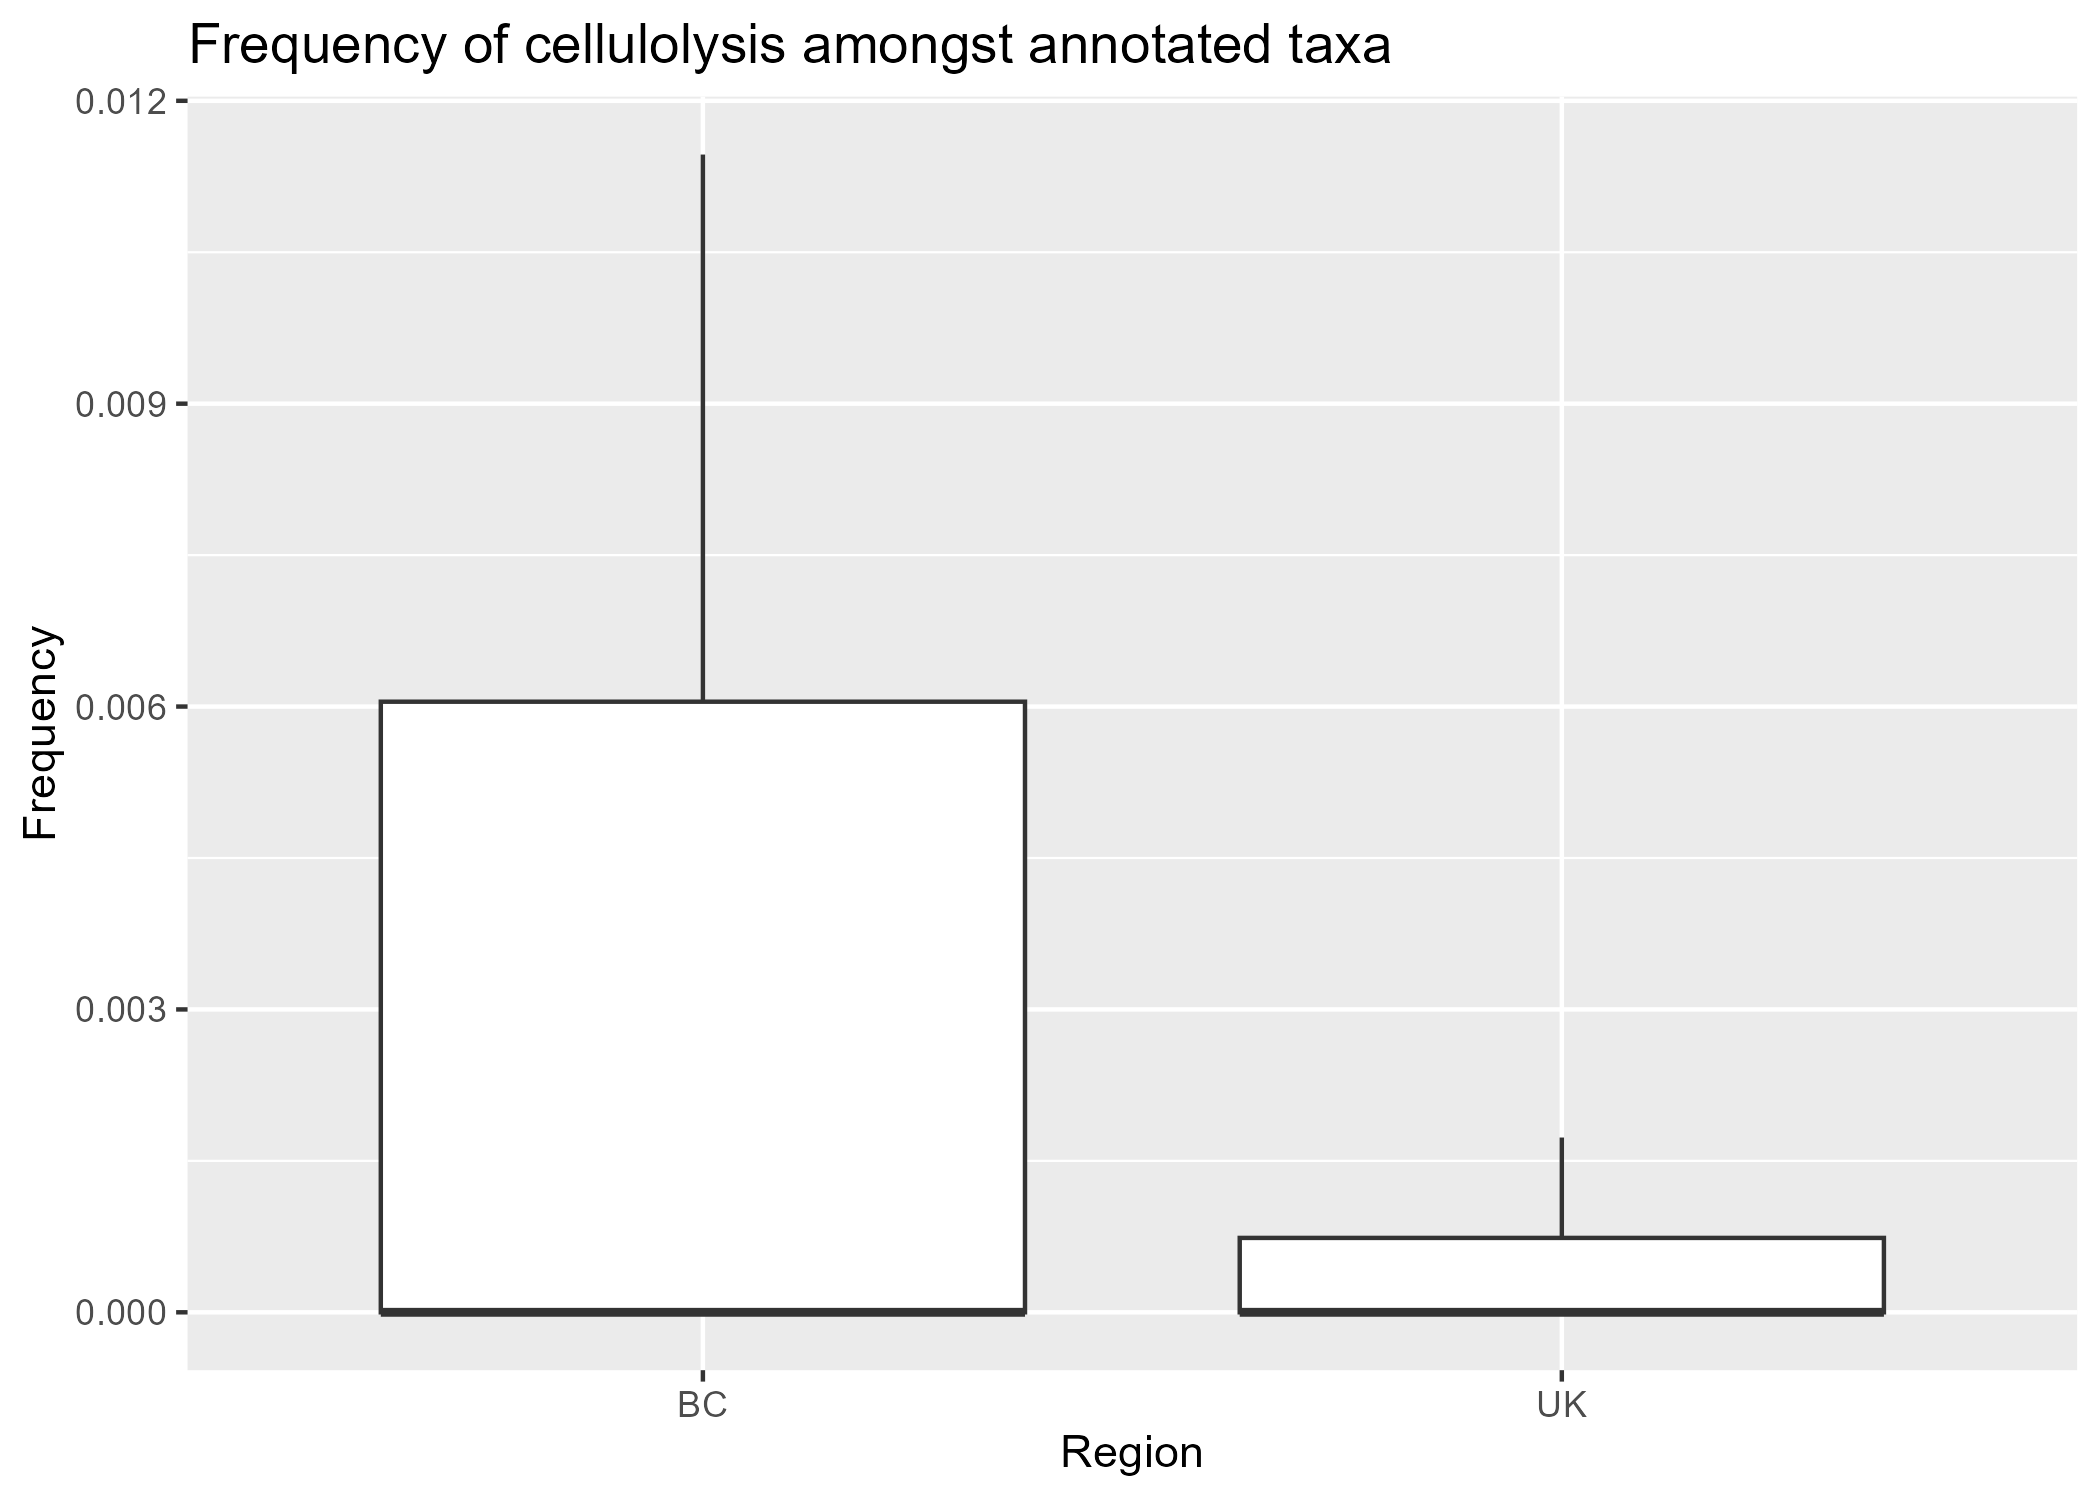 Frequency of cellulolysis amongst annotated taxa
0.012
0.009
0.006
0.003
0.000
Frequency
BC
UK
Region